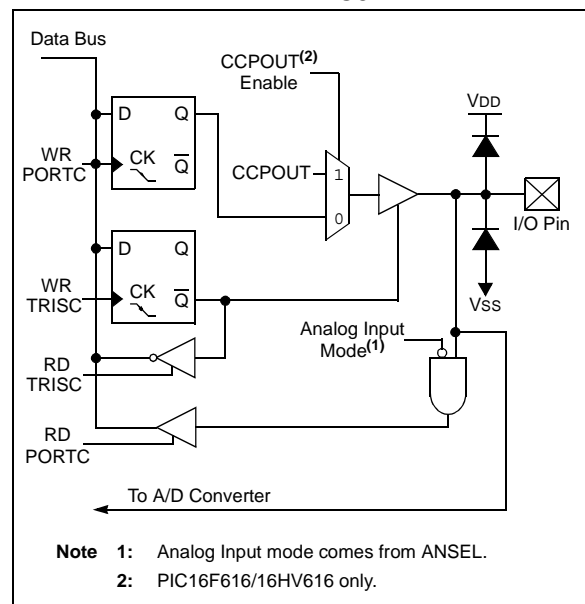 Data Bus
CCPOUT(2)
Enable
VDD
D Q
WR
PORTC
CK Q
CCPOUT
1
0
I/O Pin
D Q
WR
TRISC
CK Q
VSS
Analog Input
Mode(1)
RD
TRISC
RD
PORTC
To A/D Converter
Note 1: Analog Input mode comes from ANSEL.
2: PIC16F616/16HV616 only.